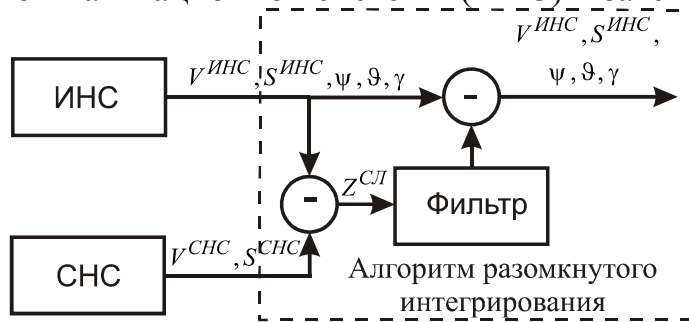 V^ИНС, S^ИНС,
ИНС
V^ИНС, S^ИНС, ψ, ϑ, γ
-
ψ, ϑ, γ
Z^СЛ
-
Фильтр
СНС
V^СНС, S^СНС
Алгоритм разомкнутого
интегрирования